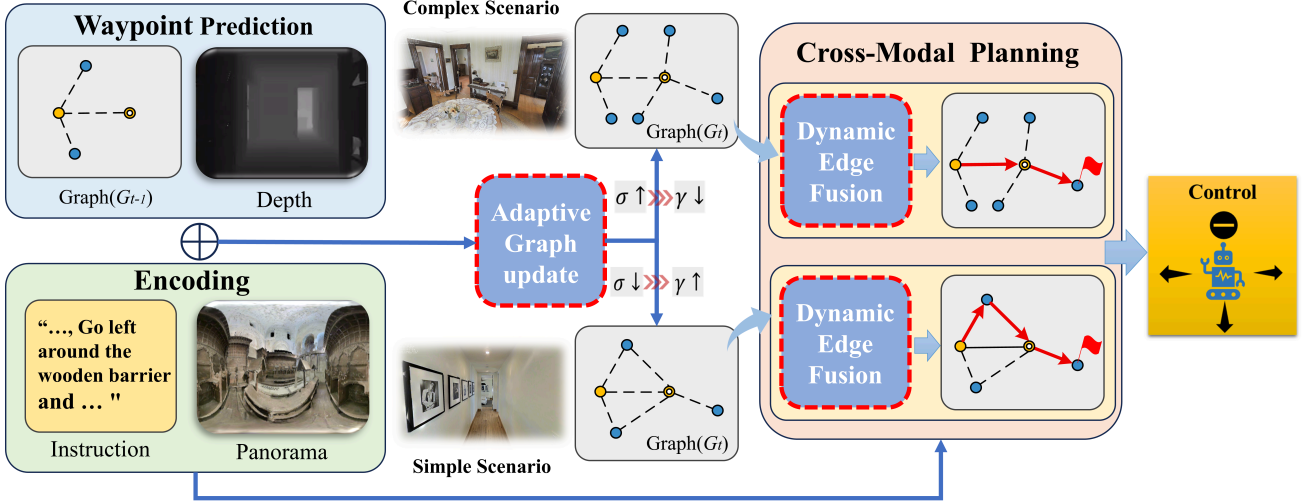 Waypoint Prediction
Graph(Gt-1)
Depth
Encoding
“…, Go left
around the
wooden barrier
and … "
Instruction
Panorama
Adaptive
Graph
update
Complex Scenario
Graph(Gt)
σ ↑ >>> γ ↓
σ ↓ >>> γ ↑
Simple Scenario
Graph(Gt)
Cross-Modal Planning
Dynamic
Edge
Fusion
Dynamic
Edge
Fusion
Control